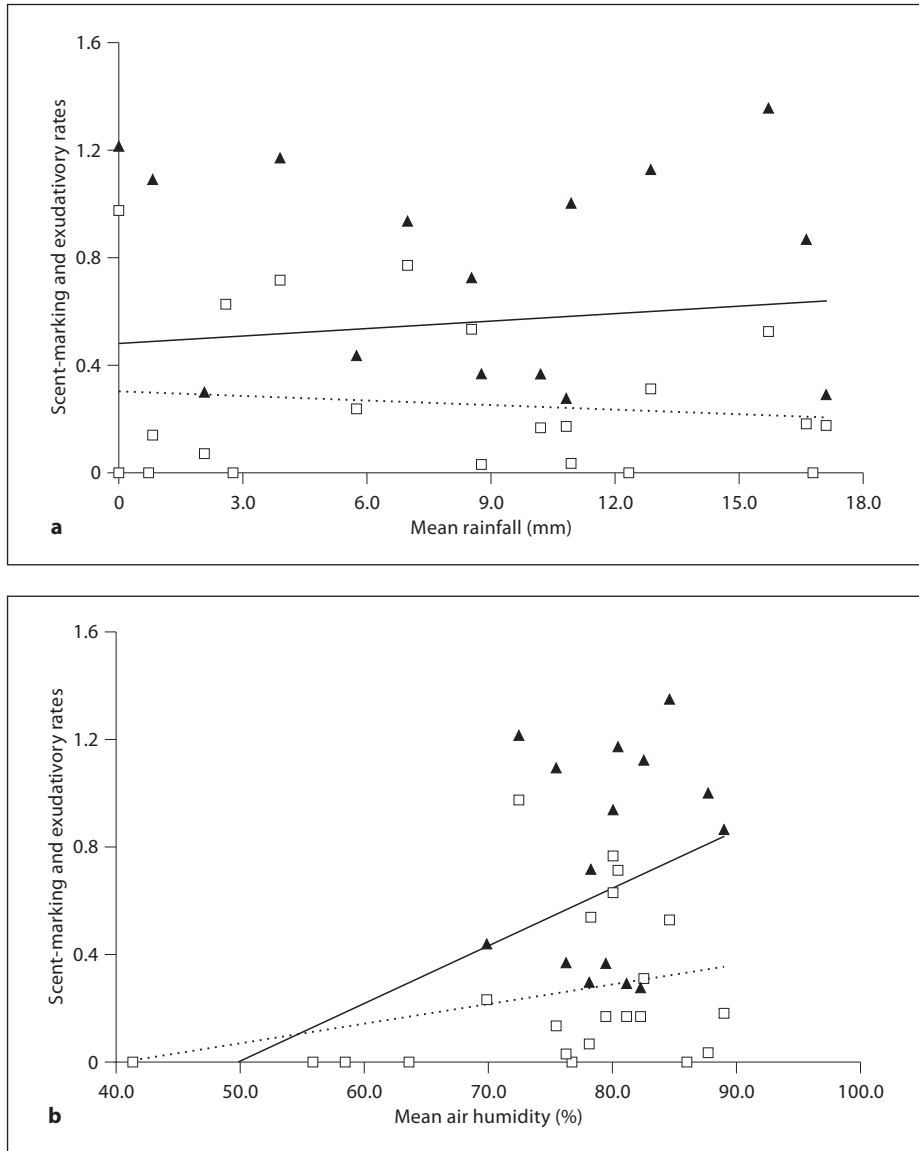 1.6
1.2
0.8
0.4
0
Scent-marking and exudativory rates
0 3.0 6.0 9.0 12.0 15.0 18.0
Mean rainfall (mm)
a
1.6
1.2
0.8
0.4
0
Scent-marking and exudativory rates
40.0 50.0 60.0 70.0 80.0 90.0 100.0
Mean air humidity (%)
b